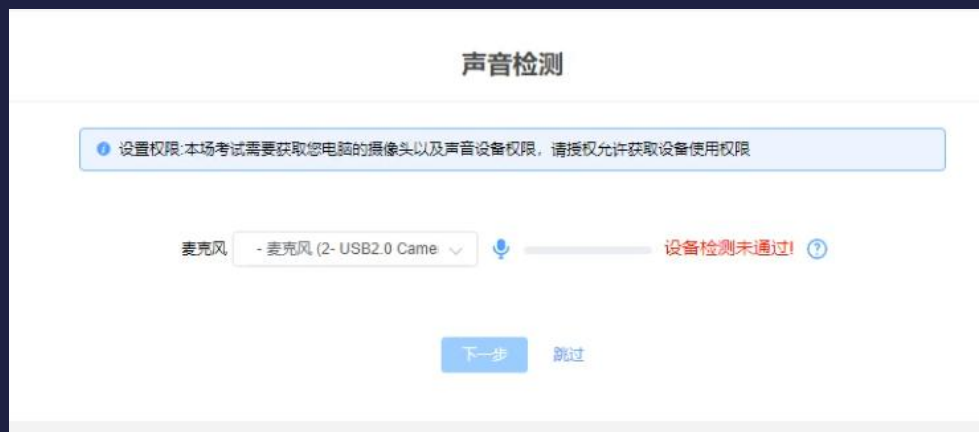 声音检测
设置权限:本场考试需要获取您电脑的摄像头以及声音设备权限，请授权允许获取设备使用权限
麦克风 - 麦克风 (2- USB2.0 Came 设备检测未通过!
下一步 跳过